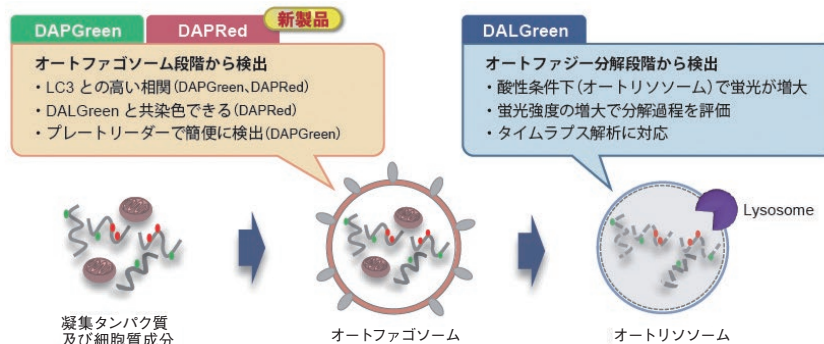 新製品
DAPGreen
DAPRed
オートファゴソーム段階から検出
・LC3 との高い相関(DAPGreen、DAPRed)
・DALGreen と共染色できる(DAPRed)
・プレートリーダーで簡便に検出(DAPGreen)
DALGreen
オートファジー分解段階から検出
・酸性条件下(オートリソソーム)で蛍光が増大
・蛍光強度の増大で分解過程を評価
・タイムラプス解析に対応
Lysosome
凝集タンパク質
及び細胞質成分
オートファゴソーム
オートリソソーム